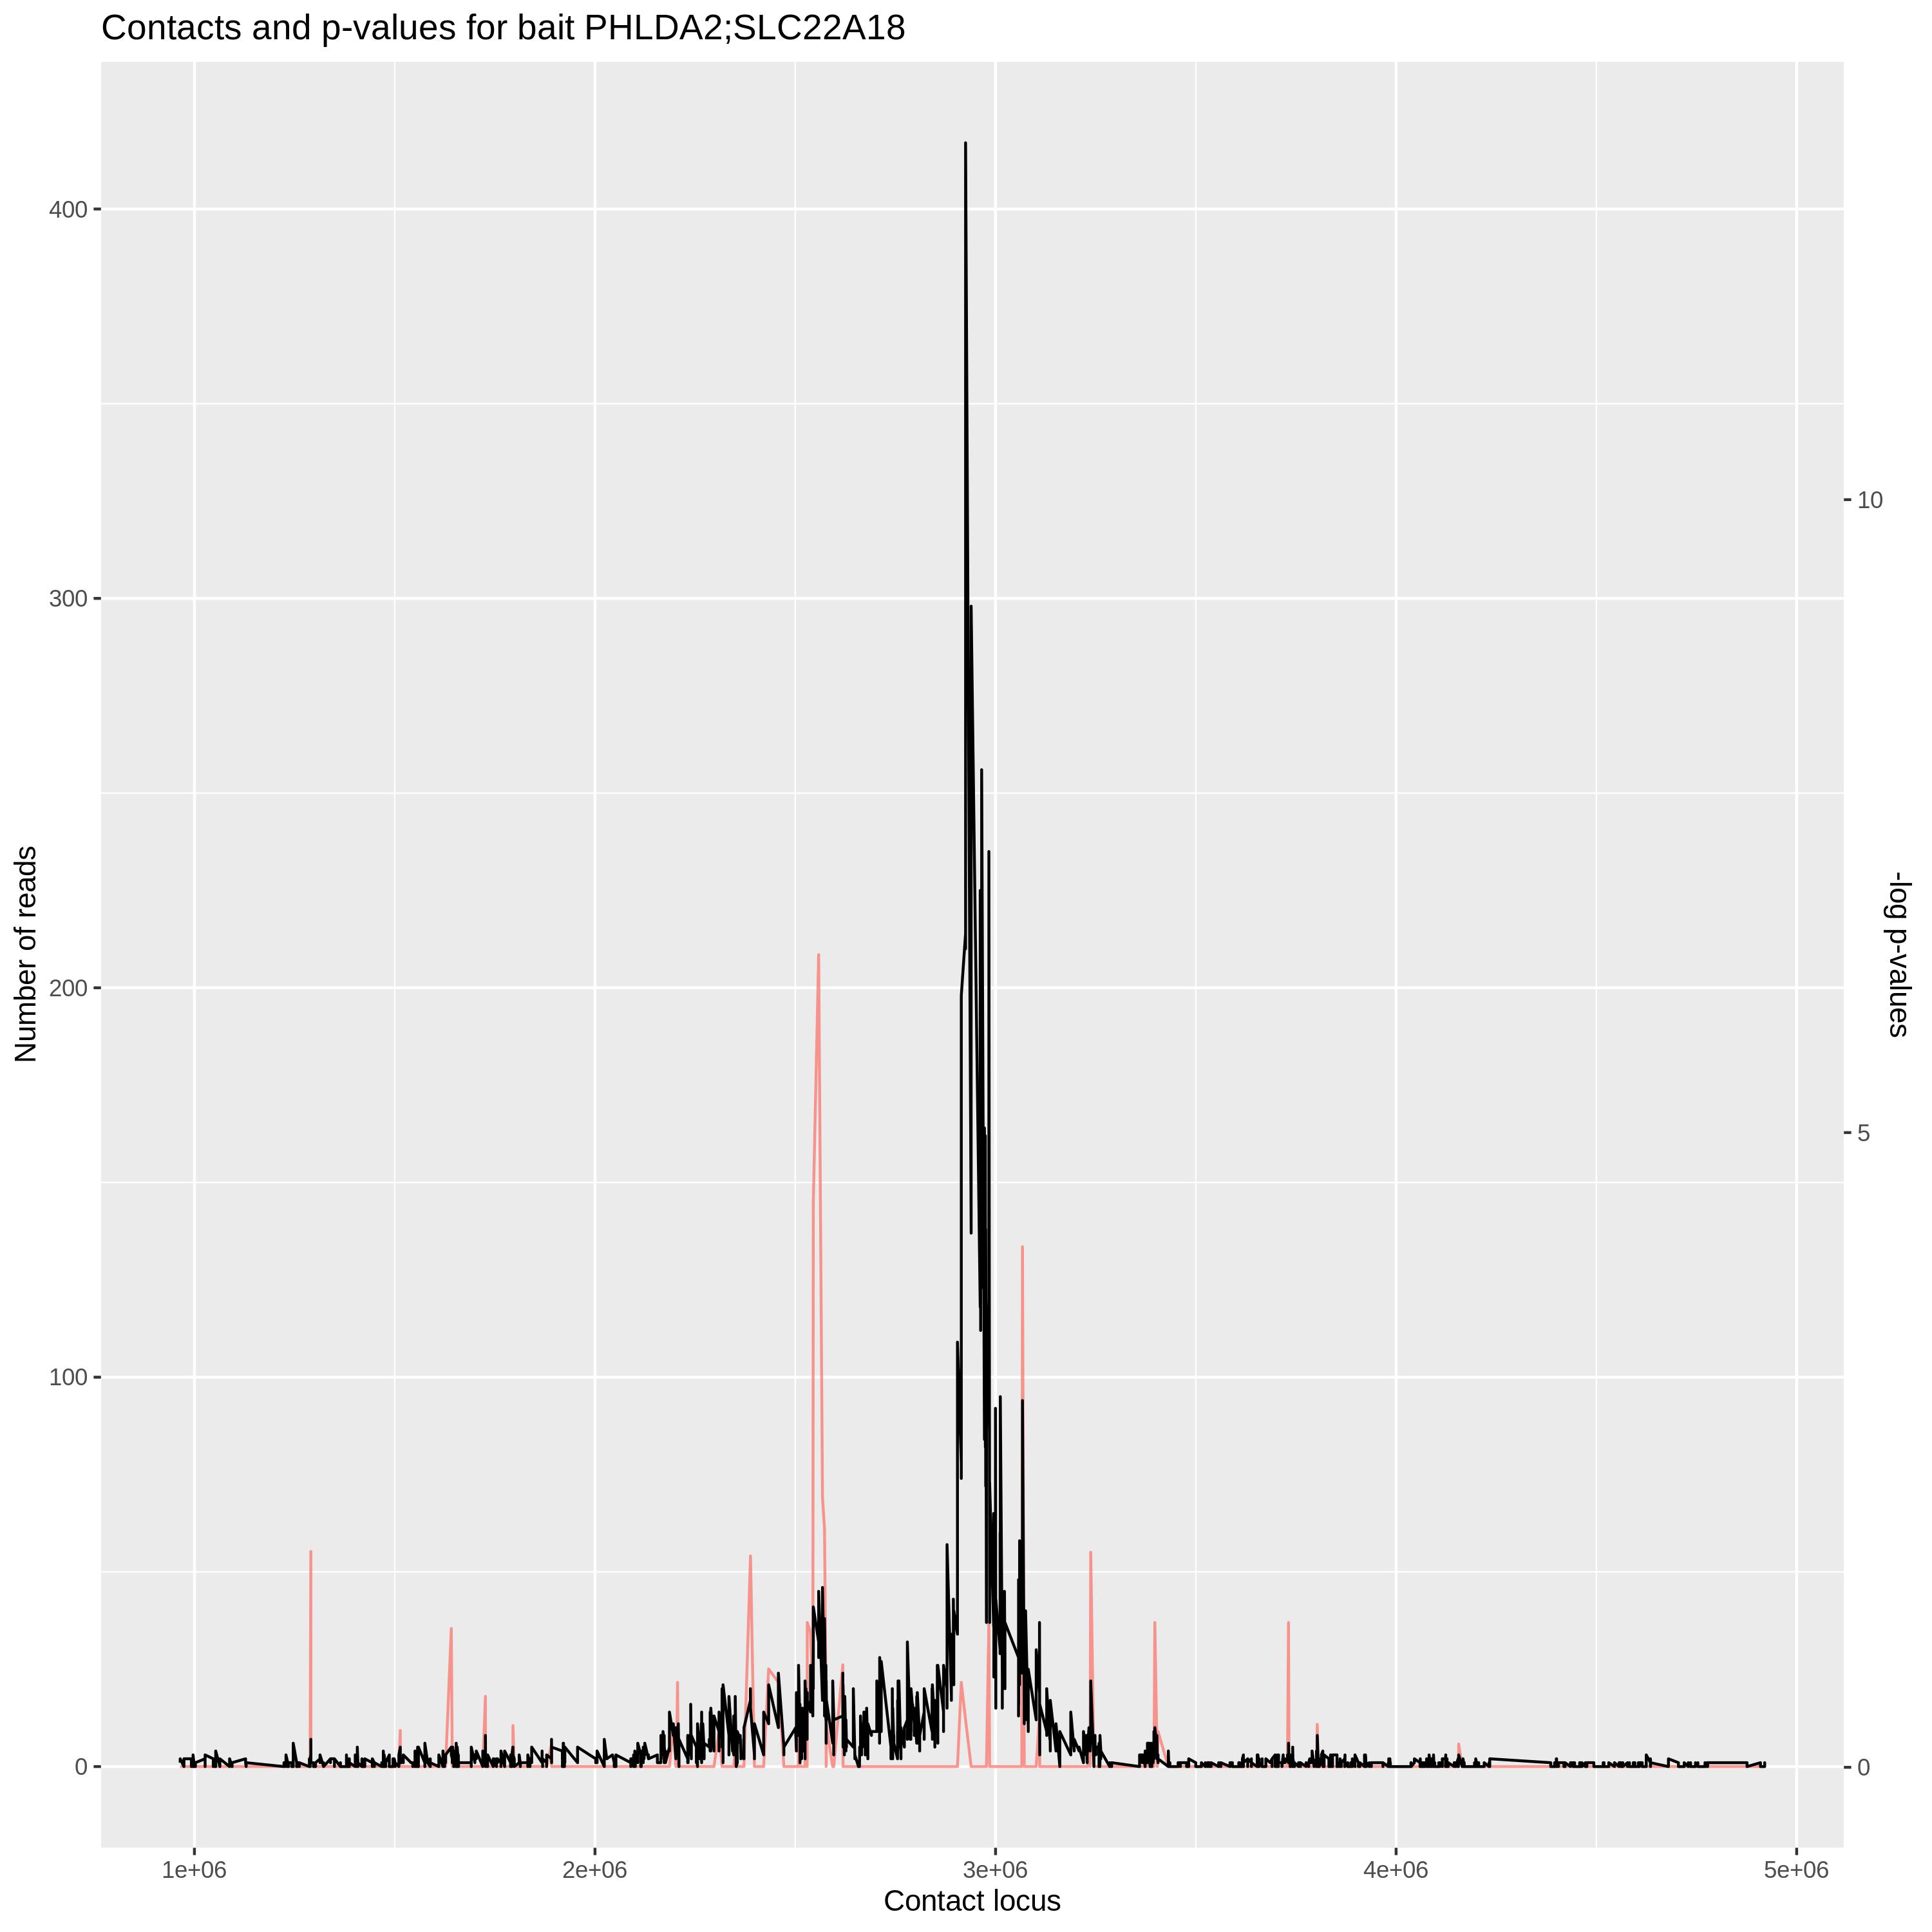 Contacts and p-values for bait PHLDA2;SLC22A18
400
300
200
100
0
Number of reads
10
5
0
-log p-values
1e+06
2e+06
3e+06
4e+06
5e+06
Contact locus